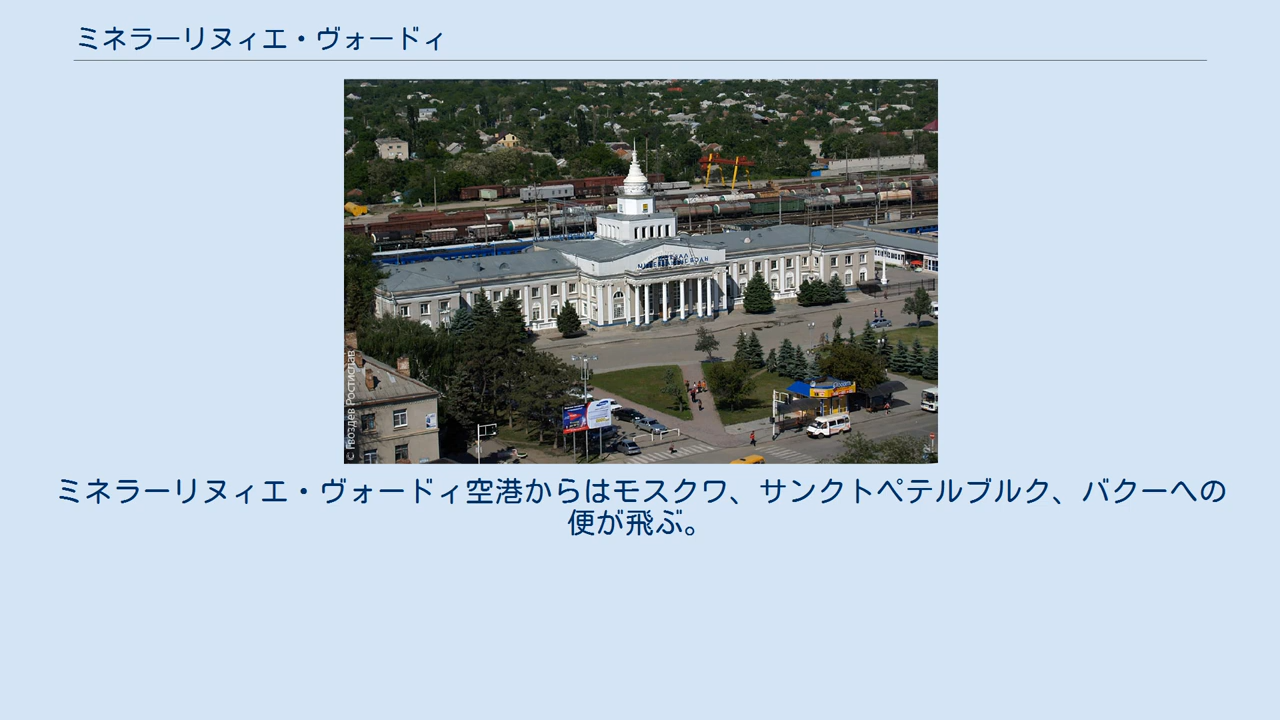 ミネラーリヌィエ・ヴォードィ
© Гвоздев Ростислав
ミネラーリヌィエ・ヴォードィ空港からはモスクワ、サンクトペテルブルク、バクーへの
便が飛ぶ。